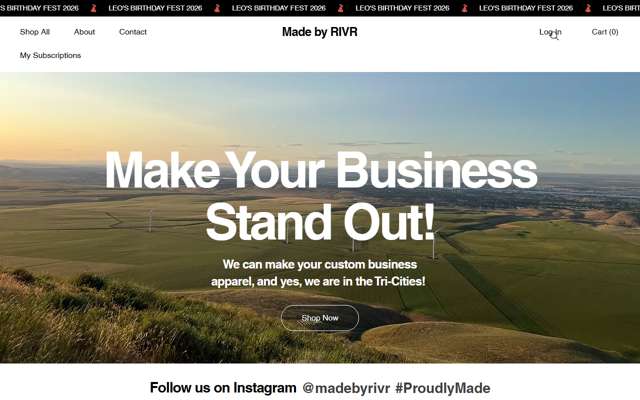 'S BIRTHDAY FEST 2026 LEO'S BIRTHDAY FEST 2026 LEO'S BIRTHDAY FEST 2026 LEO'S BIRTHDAY FEST 2026 LEO'S BIRTHDAY FEST 2026 LEO'S BIRT
Shop All About Contact Made by RIVR Log In Cart (0)
My Subscriptions
Make Your Business
Stand Out!
We can make your custom business
apparel, and yes, we are in the Tri-Cities!
Shop Now
Follow us on Instagram @madebyrivr #ProudlyMade